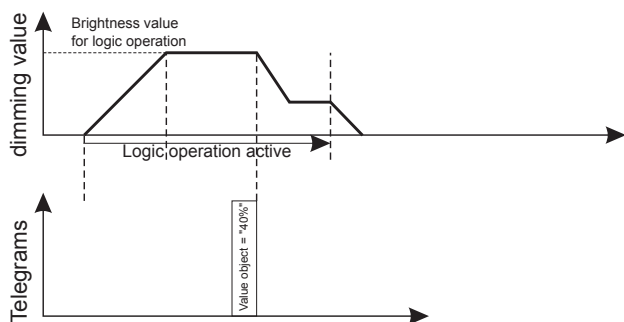 Brightness value
for logic operation
dimming value
Logic operation active
Value object = "40%"
Telegrams